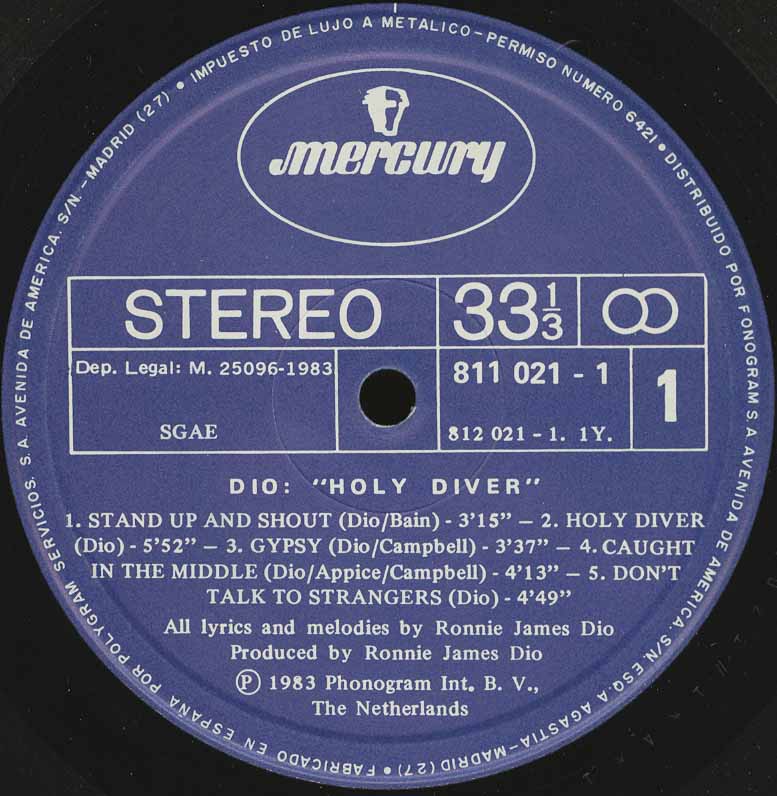 IMPUESTO DE LUJO A METALICO - PERMISO NUMERO 6421 • DISTRIBUIDO POR FONOGRAM S.A AVENIDA DE AMERICA. S/N. ESQ.A AGASTIA-MADRID (27) • FABRICADO EN ESPAÑA POR POLYGRAM SERVICIOS. S.A. AVENIDA DE AMERICA. S/N.-MADRID (27) •
mercury
STEREO 33 1/3
Dep. Legal: M. 25096-1983 811 021 - 1 1
SGAE 812 021 - 1. 1Y.
DIO: "HOLY DIVER"
1. STAND UP AND SHOUT (Dio/Bain) - 3'15" — 2. HOLY DIVER
(Dio) - 5'52" — 3. GYPSY (Dio/Campbell) - 3'37" — 4. CAUGHT
IN THE MIDDLE (Dio/Appice/Campbell) - 4'13" — 5. DON'T
TALK TO STRANGERS (Dio) - 4'49"
All lyrics and melodies by Ronnie James Dio
Produced by Ronnie James Dio
Ⓟ 1983 Phonogram Int. B. V.,
The Netherlands